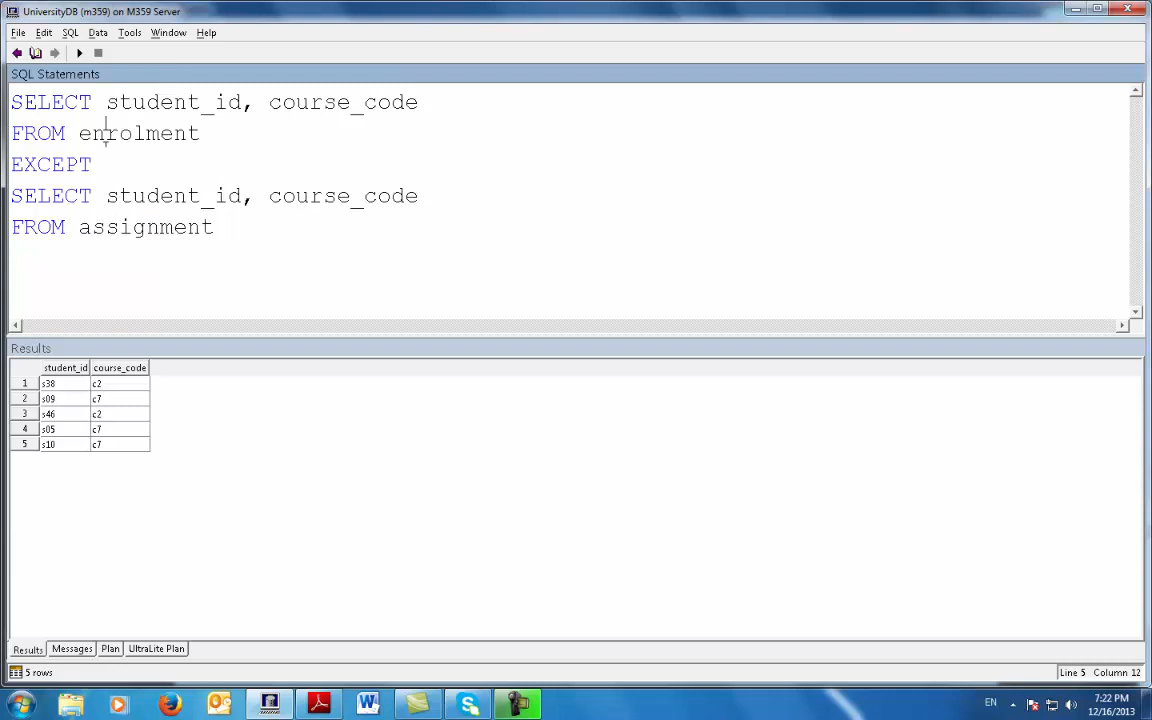 UniversityDB (m359) on M359 Server
File Edit SQL Data Tools Window Help
SQL Statements
SELECT student_id, course_code
FROM enrolment
EXCEPT
SELECT student_id, course_code
FROM assignment
Results
student_id course_code
1 s38 c2
2 s09 c7
3 s46 c2
4 s05 c7
5 s10 c7
Results Messages Plan UltraLite Plan
5 rows Line 5 Column 12
EN 7:22 PM
12/16/2013